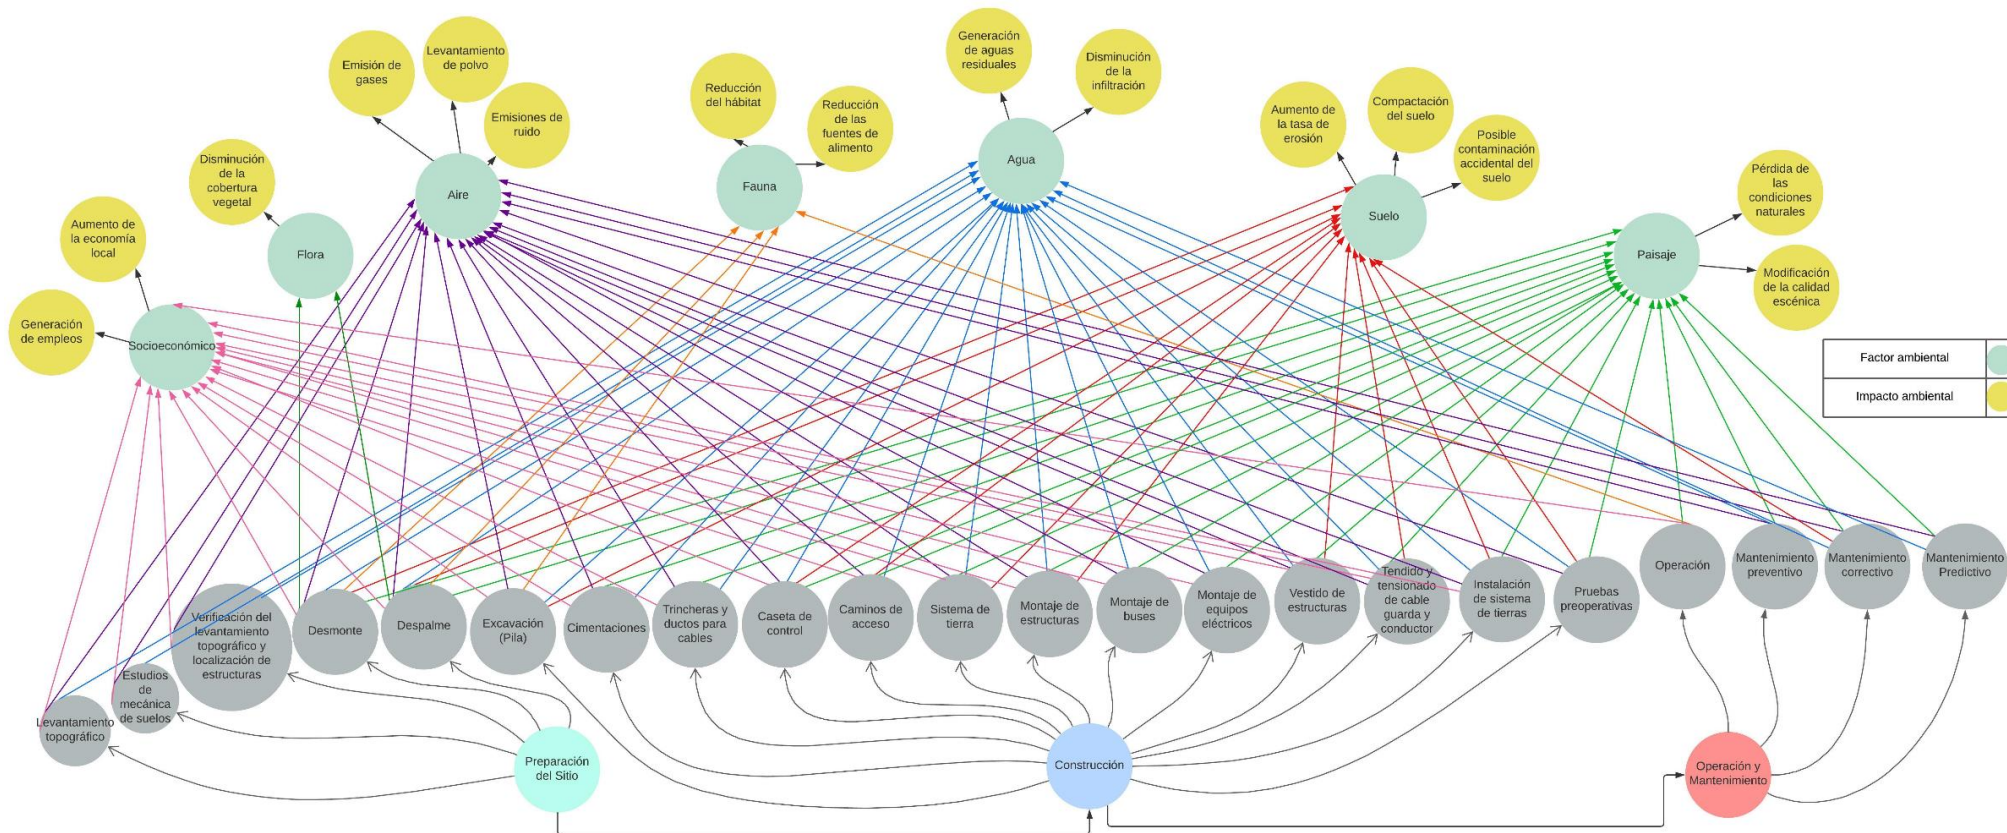 Emisión de
gases
Levantamiento
de polvo
Emisiones de
ruido
Reducción
del hábitat
Reducción
de las
fuentes de
alimento
Generación
de aguas
residuales
Disminución
de la
infiltración
Aumento de
la tasa de
erosión
Compactación
del suelo
Posible
contaminación
accidental del
suelo
Pérdida de
las
condiciones
naturales
Modificación
de la calidad
escénica
Disminución
de la
cobertura
vegetal
Aumento de
la economía
local
Generación
de empleos
Socioeconómico
Flora
Aire
Fauna
Agua
Suelo
Paisaje
Factor ambiental
Impacto ambiental
Levantamiento
topográfico
Estudios
de
mecánica
de suelos
Verificación del
levantamiento
topográfico y
localización de
estructuras
Desmonte
Despalme
Excavación
(Pila)
Cimentaciones
Trincheras y
ductos para
cables
Caseta de
control
Caminos de
acceso
Sistema de
tierra
Montaje de
estructuras
Montaje de
buses
Montaje de
equipos
eléctricos
Vestido de
estructuras
Tendido y
tensionado
de cable
guarda y
conductor
Instalación
de sistema
de tierras
Pruebas
preoperativas
Operación
Mantenimiento
preventivo
Mantenimiento
correctivo
Mantenimiento
Predictivo
Preparación
del Sitio
Construcción
Operación y
Mantenimiento